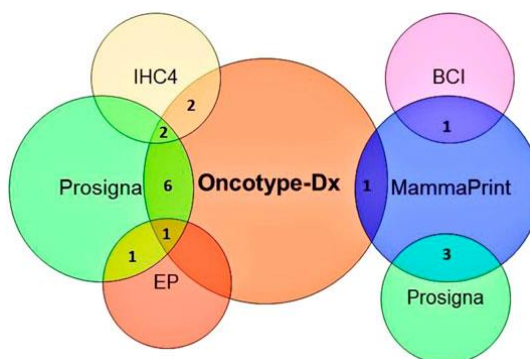 IHC4
BCI
2
2
1
Prosigna
6
Oncotype-Dx
1
MammaPrint
1
1
3
EP
Prosigna